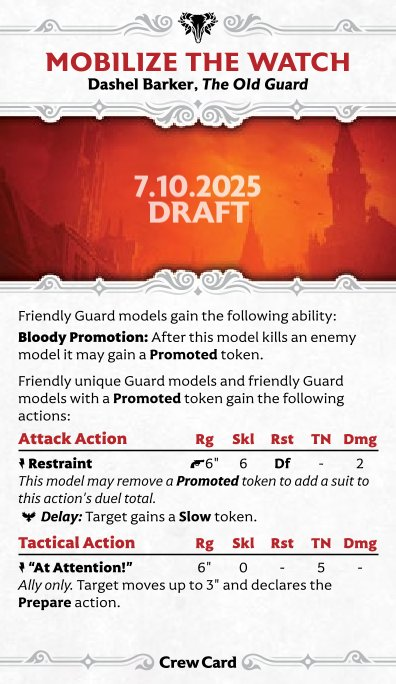 MOBILIZE THE WATCH
Dashel Barker, The Old Guard
7.10.2025
DRAFT
Friendly Guard models gain the following ability:
Bloody Promotion: After this model kills an enemy
model it may gain a Promoted token.
Friendly unique Guard models and friendly Guard
models with a Promoted token gain the following
actions:
Attack Action Rg Skl Rst TN Dmg
Restraint 6" 6 Df - 2
This model may remove a Promoted token to add a suit to
this action's duel total.
Delay: Target gains a Slow token.
Tactical Action Rg Skl Rst TN Dmg
“At Attention!” 6" 0 - 5 -
Ally only. Target moves up to 3" and declares the
Prepare action.
Crew Card